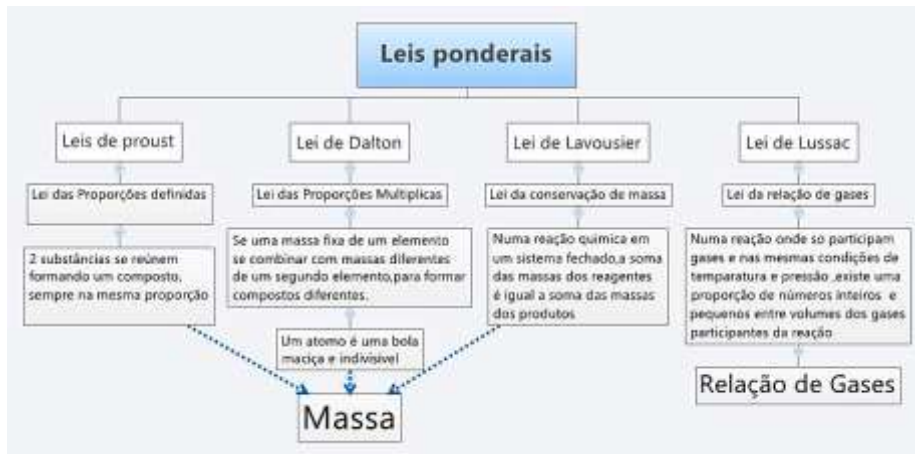 Leis ponderais
Leis de proust
Lei de Dalton
Lei de Lavousier
Lei de Lussac
Lei das Proporções definidas
Lei das Proporções Multiplicas
Lei da conservação de massa
Lei da relação de gases
2 substâncias se reúnem
formando um composto,
sempre na mesma proporção
Se uma massa fixa de um elemento
se combinar com massas diferentes
de um segundo elemento,para formar
compostos diferentes.
Numa reação quimica em
um sistema fechado,a soma
das massas dos reagentes
é igual a soma das massas
dos produtos
Numa reação onde so participam
gases e nas mesmas condições de
temparatura e pressão ,existe uma
proporção de números inteiros e
pequenos entre volumes dos gases
participantes da reação
Um atomo é uma bola
maciça e indivisivel
Massa
Relação de Gases